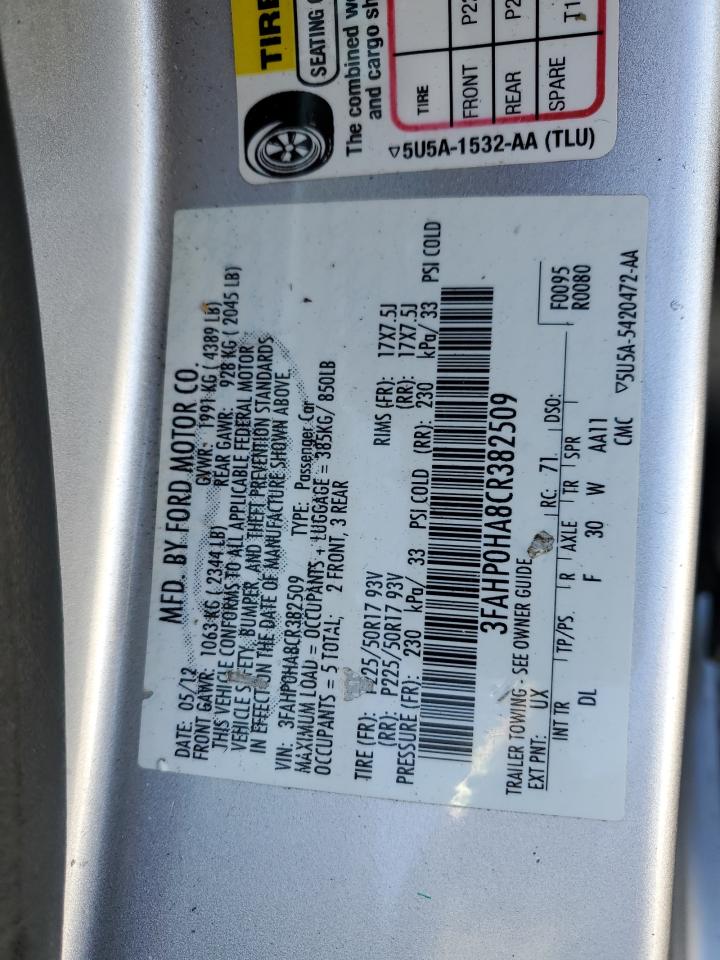 MFD. BY FORD MOTOR CO.
DATE: 05/12 GVWR: 1991 KG ( 4389 LB)
FRONT GAWR: 1063 KG ( 2344 LB) REAR GAWR: 928 KG ( 2045 LB)
THIS VEHICLE CONFORMS TO ALL APPLICABLE FEDERAL MOTOR
VEHICLE SAFETY, BUMPER, AND THEFT PREVENTION STANDARDS
IN EFFECT ON THE DATE OF MANUFACTURE SHOWN ABOVE.
VIN: 3FAHP0HA8CR382509 TYPE: Passenger Car
MAXIMUM LOAD = OCCUPANTS + LUGGAGE = 385KG/ 850LB
OCCUPANTS = 5 TOTAL; 2 FRONT, 3 REAR
TIRE (FR): P225/50R17 93V RIMS (FR): 17X7.5J
(RR): P225/50R17 93V (RR): 17X7.5J
PRESSURE (FR): 230 kPa/ 33 PSI COLD (RR): 230 kPa/ 33 PSI COLD
3FAHP0HA8CR382509
TRAILER TOWING - SEE OWNER GUIDE
EXT PNT: UX RC: 71 DSO: F0095
R0080
INT TR TP/PS R AXLE TR SPR
DL F 30 W AA11
CMC ▽5U5A-5420472-AA
TIRE
SEATING
The combined
and cargo
TIRE
FRONT
REAR
SPARE
▽5U5A-1532-AA (TLU)